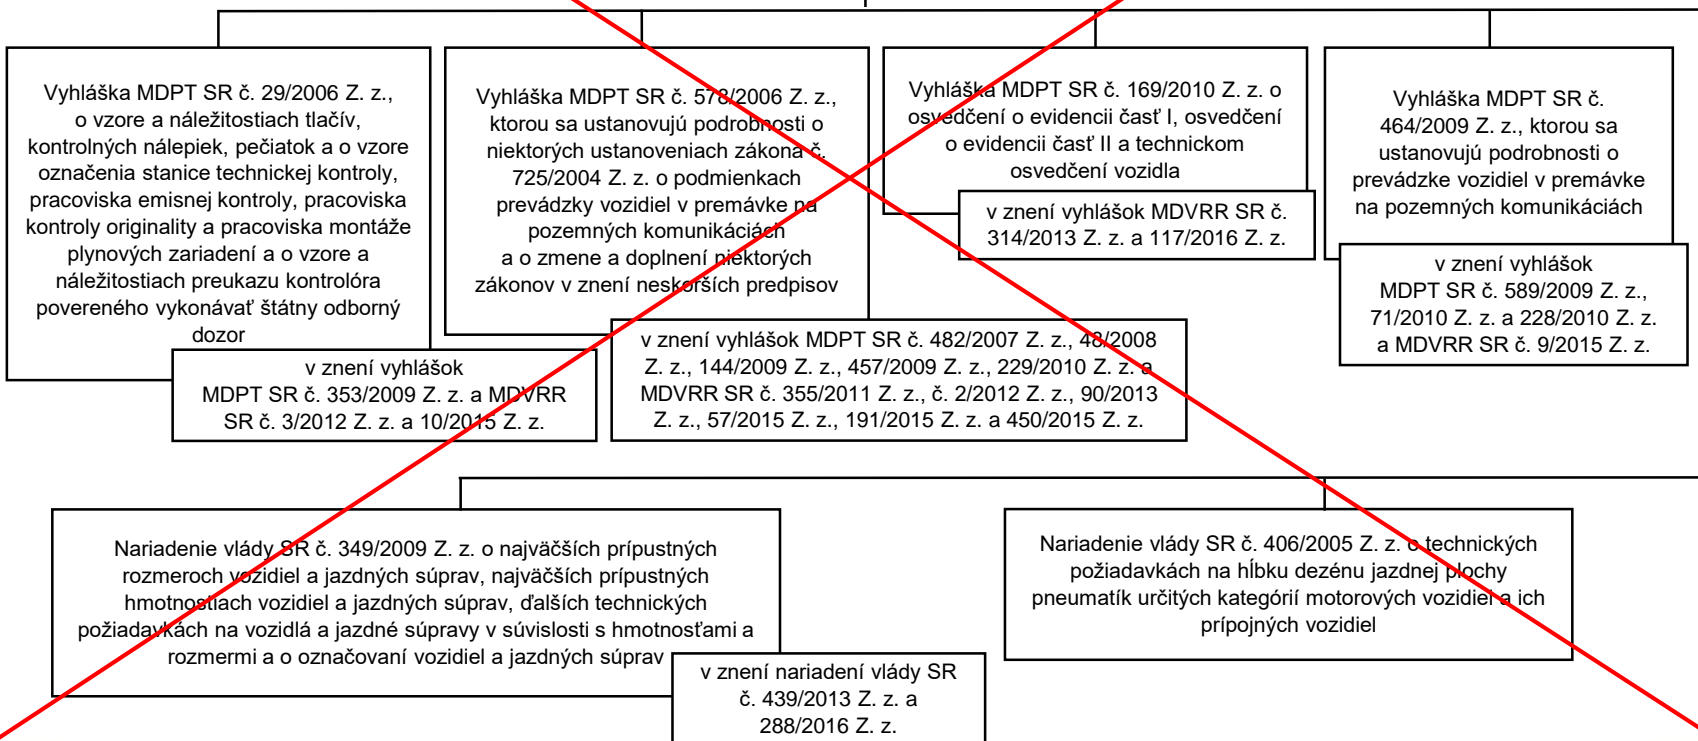 Vyhláška MDPT SR č. 29/2006 Z. z.,
o vzore a náležitostiach tlačív,
kontrolných nálepiek, pečiatok a o vzore
označenia stanice technickej kontroly,
pracoviska emisnej kontroly, pracoviska
kontroly originality a pracoviska montáže
plynových zariadení a o vzore a
náležitostiach preukazu kontrolóra
povereného vykonávať štátny odborný
dozor
v znení vyhlášok
MDPT SR č. 353/2009 Z. z. a MDVRR
SR č. 3/2012 Z. z. a 10/2015 Z. z.
Vyhláška MDPT SR č. 578/2006 Z. z.,
ktorou sa ustanovujú podrobnosti o
niektorých ustanoveniach zákona č.
725/2004 Z. z. o podmienkach
prevádzky vozidiel v premávke na
pozemných komunikáciách
a o zmene a doplnení niektorých
zákonov v znení neskorších predpisov
v znení vyhlášok MDPT SR č. 482/2007 Z. z., 48/2008
Z. z., 144/2009 Z. z., 457/2009 Z. z., 229/2010 Z. z. a
MDVRR SR č. 355/2011 Z. z., č. 2/2012 Z. z., 90/2013
Z. z., 57/2015 Z. z., 191/2015 Z. z. a 450/2015 Z. z.
Vyhláška MDPT SR č. 169/2010 Z. z. o
osvedčení o evidencii časť I, osvedčení
o evidencii časť II a technickom
osvedčení vozidla
v znení vyhlášok MDVRR SR č.
314/2013 Z. z. a 117/2016 Z. z.
Vyhláška MDPT SR č.
464/2009 Z. z., ktorou sa
ustanovujú podrobnosti o
prevádzke vozidiel v premávke
na pozemných komunikáciách
v znení vyhlášok
MDPT SR č. 589/2009 Z. z.,
71/2010 Z. z. a 228/2010 Z. z.
a MDVRR SR č. 9/2015 Z. z.
Nariadenie vlády SR č. 349/2009 Z. z. o najväčších prípustných
rozmeroch vozidiel a jazdných súprav, najväčších prípustných
hmotnostiach vozidiel a jazdných súprav, ďalších technických
požiadavkách na vozidlá a jazdné súpravy v súvislosti s hmotnosťami a
rozmermi a o označovaní vozidiel a jazdných súprav
v znení nariadení vlády SR
č. 439/2013 Z. z. a
288/2016 Z. z.
Nariadenie vlády SR č. 406/2005 Z. z. o technických
požiadavkách na hĺbku dezénu jazdnej plochy
pneumatík určitých kategórií motorových vozidiel a ich
prípojných vozidiel